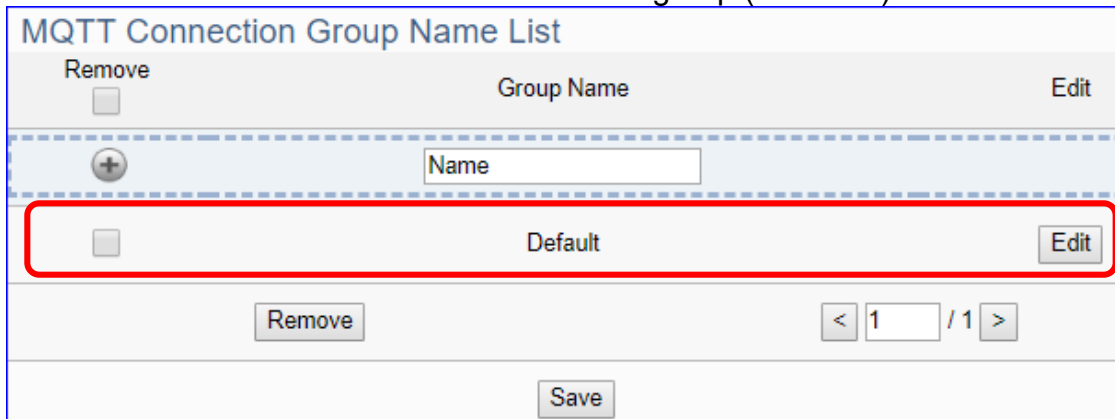 MQTT Connection Group Name List
Remove Group Name Edit
Name
Default Edit
Remove < 1 / 1 >
Save